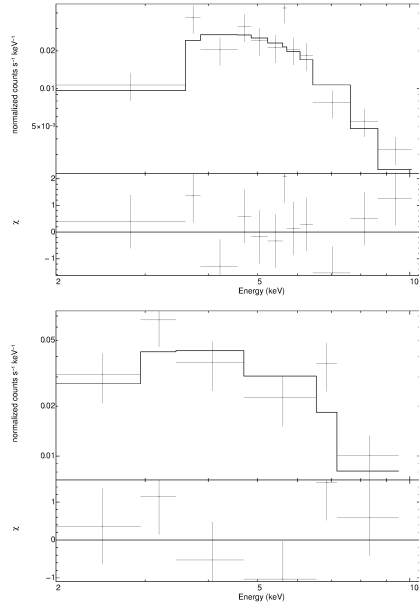 normalized counts s⁻¹ keV⁻¹
0.02
0.01
5×10⁻³
χ
2
1
0
−1
2 5 10
Energy (keV)
normalized counts s⁻¹ keV⁻¹
0.05
0.02
0.01
χ
1
0
−1
2 5 10
Energy (keV)